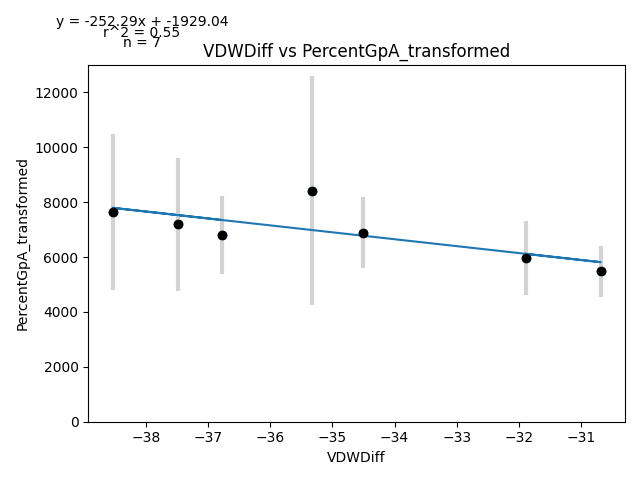 y = -252.29x + -1929.04
r^2 = 0.55
n = 7
VDWDiff vs PercentGpA_transformed
PercentGpA_transformed
12000
10000
8000
6000
4000
2000
0
−38 −37 −36 −35 −34 −33 −32 −31
VDWDiff